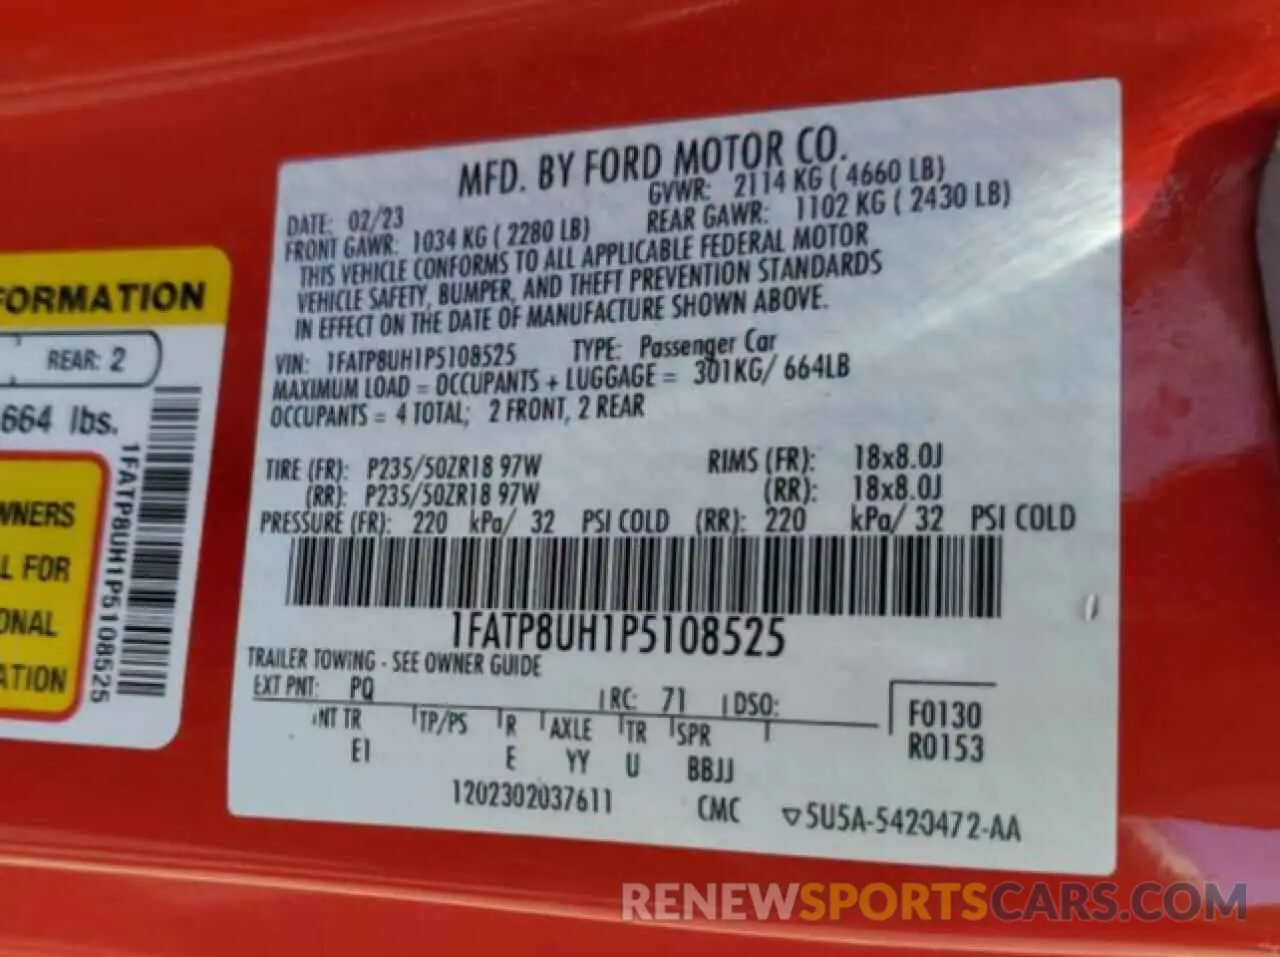 MFD. BY FORD MOTOR CO.
DATE: 02/23 GVWR: 2114 KG ( 4660 LB)
FRONT GAWR: 1034 KG ( 2280 LB) REAR GAWR: 1102 KG ( 2430 LB)
THIS VEHICLE CONFORMS TO ALL APPLICABLE FEDERAL MOTOR
VEHICLE SAFETY, BUMPER, AND THEFT PREVENTION STANDARDS
IN EFFECT ON THE DATE OF MANUFACTURE SHOWN ABOVE.
VIN: 1FATP8UH1P5108525 TYPE: Passenger Car
MAXIMUM LOAD = OCCUPANTS + LUGGAGE = 301KG/ 664LB
OCCUPANTS = 4 TOTAL; 2 FRONT, 2 REAR
TIRE (FR): P235/50ZR18 97W RIMS (FR): 18x8.0J
(RR): P235/50ZR18 97W (RR): 18x8.0J
PRESSURE (FR): 220 kPa/ 32 PSI COLD (RR): 220 kPa/ 32 PSI COLD
1FATP8UH1P5108525
TRAILER TOWING - SEE OWNER GUIDE
EXT PNT: PQ RC: 71 DSO:
INT TR TP/PS R AXLE TR SPR
EI E YY U BBJJ
F0130
R0153
1202302037611 CMC ▽5U5A-5420472-AA
FORMATION
REAR: 2
664 lbs.
WNERS
L FOR
ONAL
ATION
1FATP8UH1P5108525
RENEWSPORTSCARS.COM